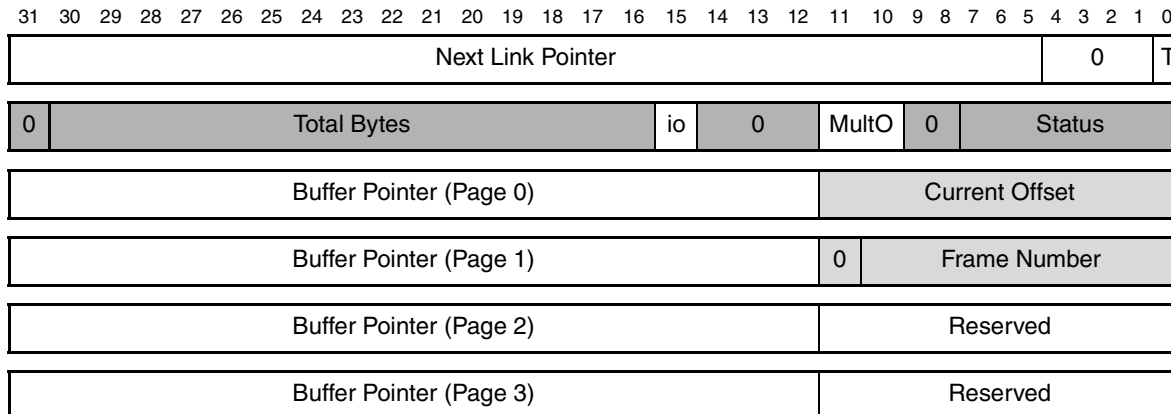 31 30 29 28 27 26 25 24 23 22 21 20 19 18 17 16 15 14 13 12 11 10 9 8 7 6 5 4 3 2 1 0
Next Link Pointer 0 T
0 Total Bytes io 0 MultO 0 Status
Buffer Pointer (Page 0) Current Offset
Buffer Pointer (Page 1) 0 Frame Number
Buffer Pointer (Page 2) Reserved
Buffer Pointer (Page 3) Reserved